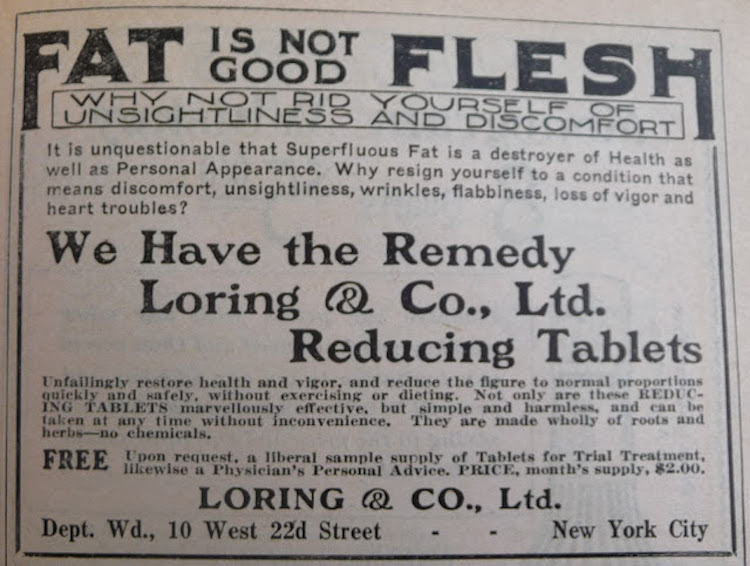 FAT IS NOT GOOD FLESH
WHY NOT RID YOURSELF OF
UNSIGHTLINESS AND DISCOMFORT
It is unquestionable that Superfluous Fat is a destroyer of Health as
well as Personal Appearance. Why resign yourself to a condition that
means discomfort, unsightliness, wrinkles, flabbiness, loss of vigor and
heart troubles?
We Have the Remedy
Loring & Co., Ltd.
Reducing Tablets
Unfailingly restore health and vigor, and reduce the figure to normal proportions
quickly and safely, without exercising or dieting. Not only are these REDUC-
ING TABLETS marvellously effective, but simple and harmless, and can be
taken at any time without inconvenience. They are made wholly of roots and
herbs—no chemicals.
FREE Upon request, a liberal sample supply of Tablets for Trial Treatment,
likewise a Physician's Personal Advice. PRICE, month's supply, $2.00.
LORING & CO., Ltd.
Dept. Wd., 10 West 22d Street - - New York City